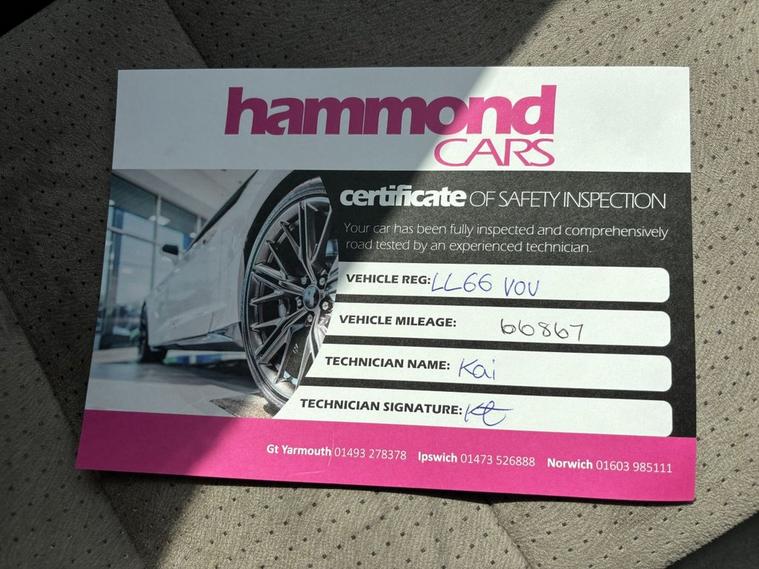 hammond
CARS
certificate OF SAFETY INSPECTION
Your car has been fully inspected and comprehensively
road tested by an experienced technician.
VEHICLE REG: LL66 VOU
VEHICLE MILEAGE: 66867
TECHNICIAN NAME: Kai
TECHNICIAN SIGNATURE:
Gt Yarmouth 01493 278378 Ipswich 01473 526888 Norwich 01603 985111